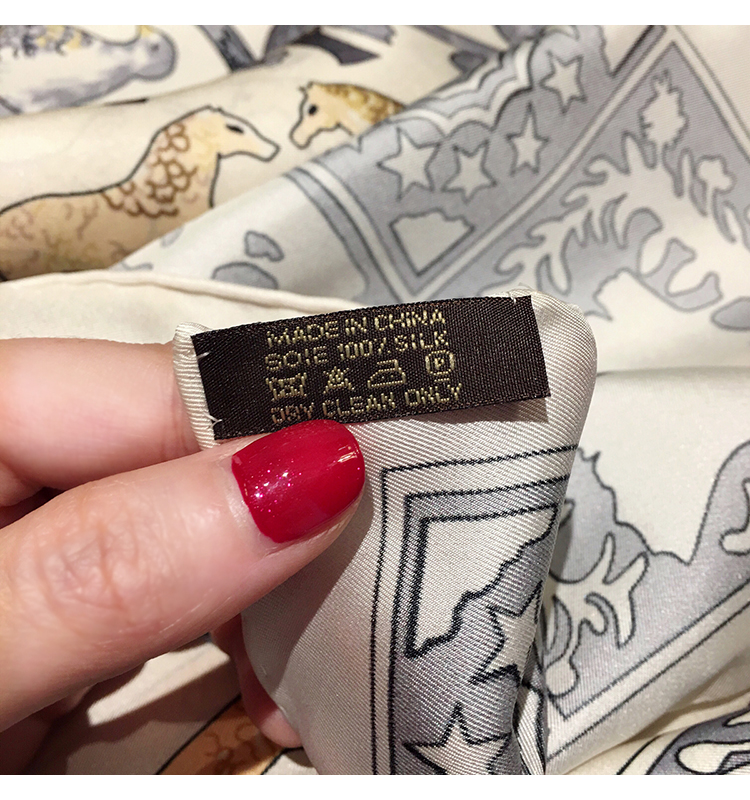 MADE IN CHINA
SOIE 100% SILK
DRY CLEAN ONLY